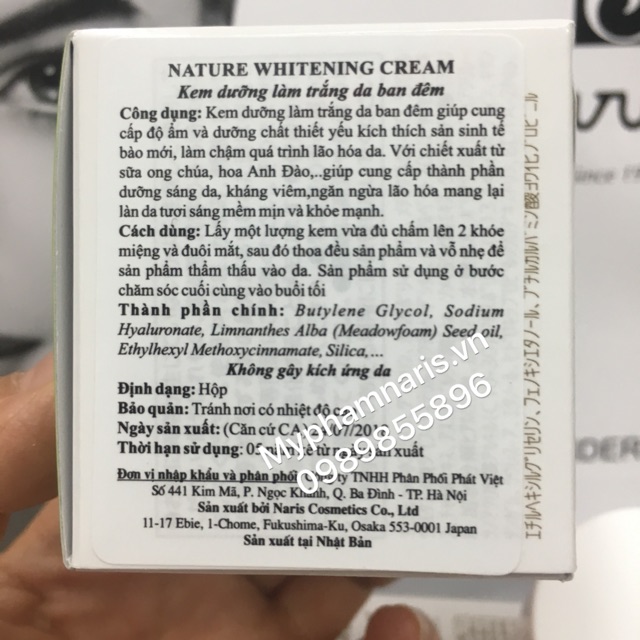 NATURE WHITENING CREAM
Kem dưỡng làm trắng da ban đêm
Công dụng: Kem dưỡng làm trắng da ban đêm giúp cung
cấp độ ẩm và dưỡng chất thiết yếu kích thích sản sinh tế
bào mới, làm chậm quá trình lão hóa da. Với chiết xuất từ
sữa ong chúa, hoa Anh Đào,..giúp cung cấp thành phần
dưỡng sáng da, kháng viêm,ngăn ngừa lão hóa mang lại
làn da tươi sáng mềm mịn và khỏe mạnh.
Cách dùng: Lấy một lượng kem vừa đủ chấm lên 2 khóe
miệng và đuôi mắt, sau đó thoa đều sản phẩm và vỗ nhẹ để
sản phẩm thẩm thấu vào da. Sản phẩm sử dụng ở bước
chăm sóc cuối cùng vào buổi tối
Thành phần chính: Butylene Glycol, Sodium
Hyaluronate, Limnanthes Alba (Meadowfoam) Seed oil,
Ethylhexyl Methoxycinnamate, Silica,...
Không gây kích ứng da
Định dạng: Hộp
Bảo quản: Tránh nơi có nhiệt độ
Ngày sản xuất: (Căn cứ CA)
Thời hạn sử dụng: từ xuất
Đơn vị nhập khẩu và phân phối: ty TNHH Phân Phối Phát Việt
Số 441 Kim Mã, P. Ngọc Khánh, Q. Ba Đình - TP. Hà Nội
Sản xuất bởi Naris Cosmetics Co., Ltd
11-17 Ebie, 1-Chome, Fukushima-Ku, Osaka 553-0001 Japan
Sản xuất tại Nhật Bản
Myphamnaris.vn
0989855896
Since